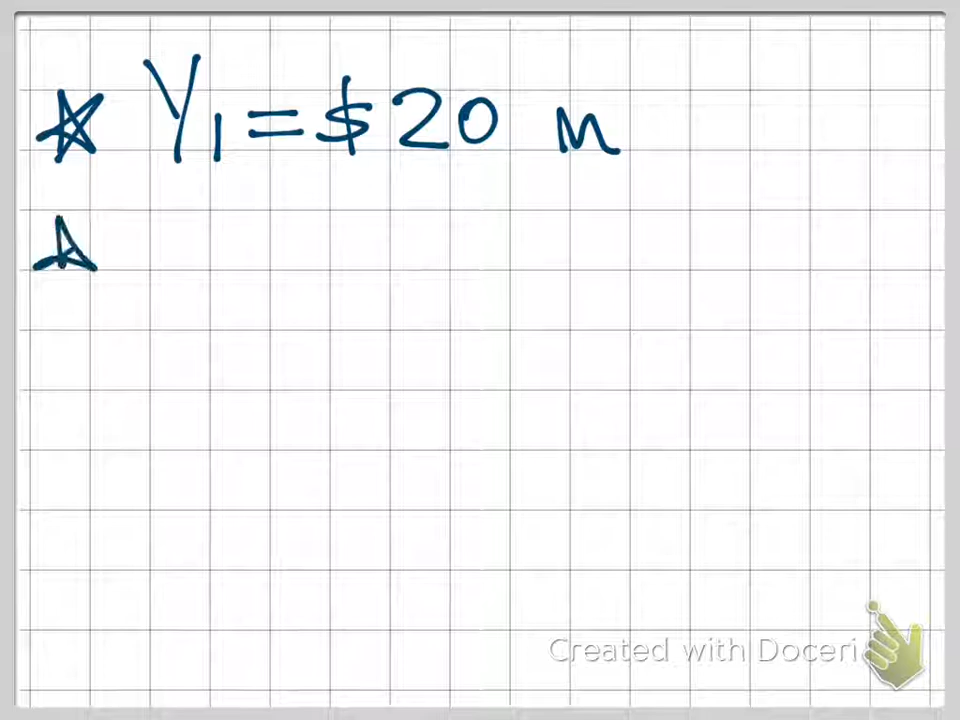 ☆ Y1 = $20 m
☆
Created with Doceri